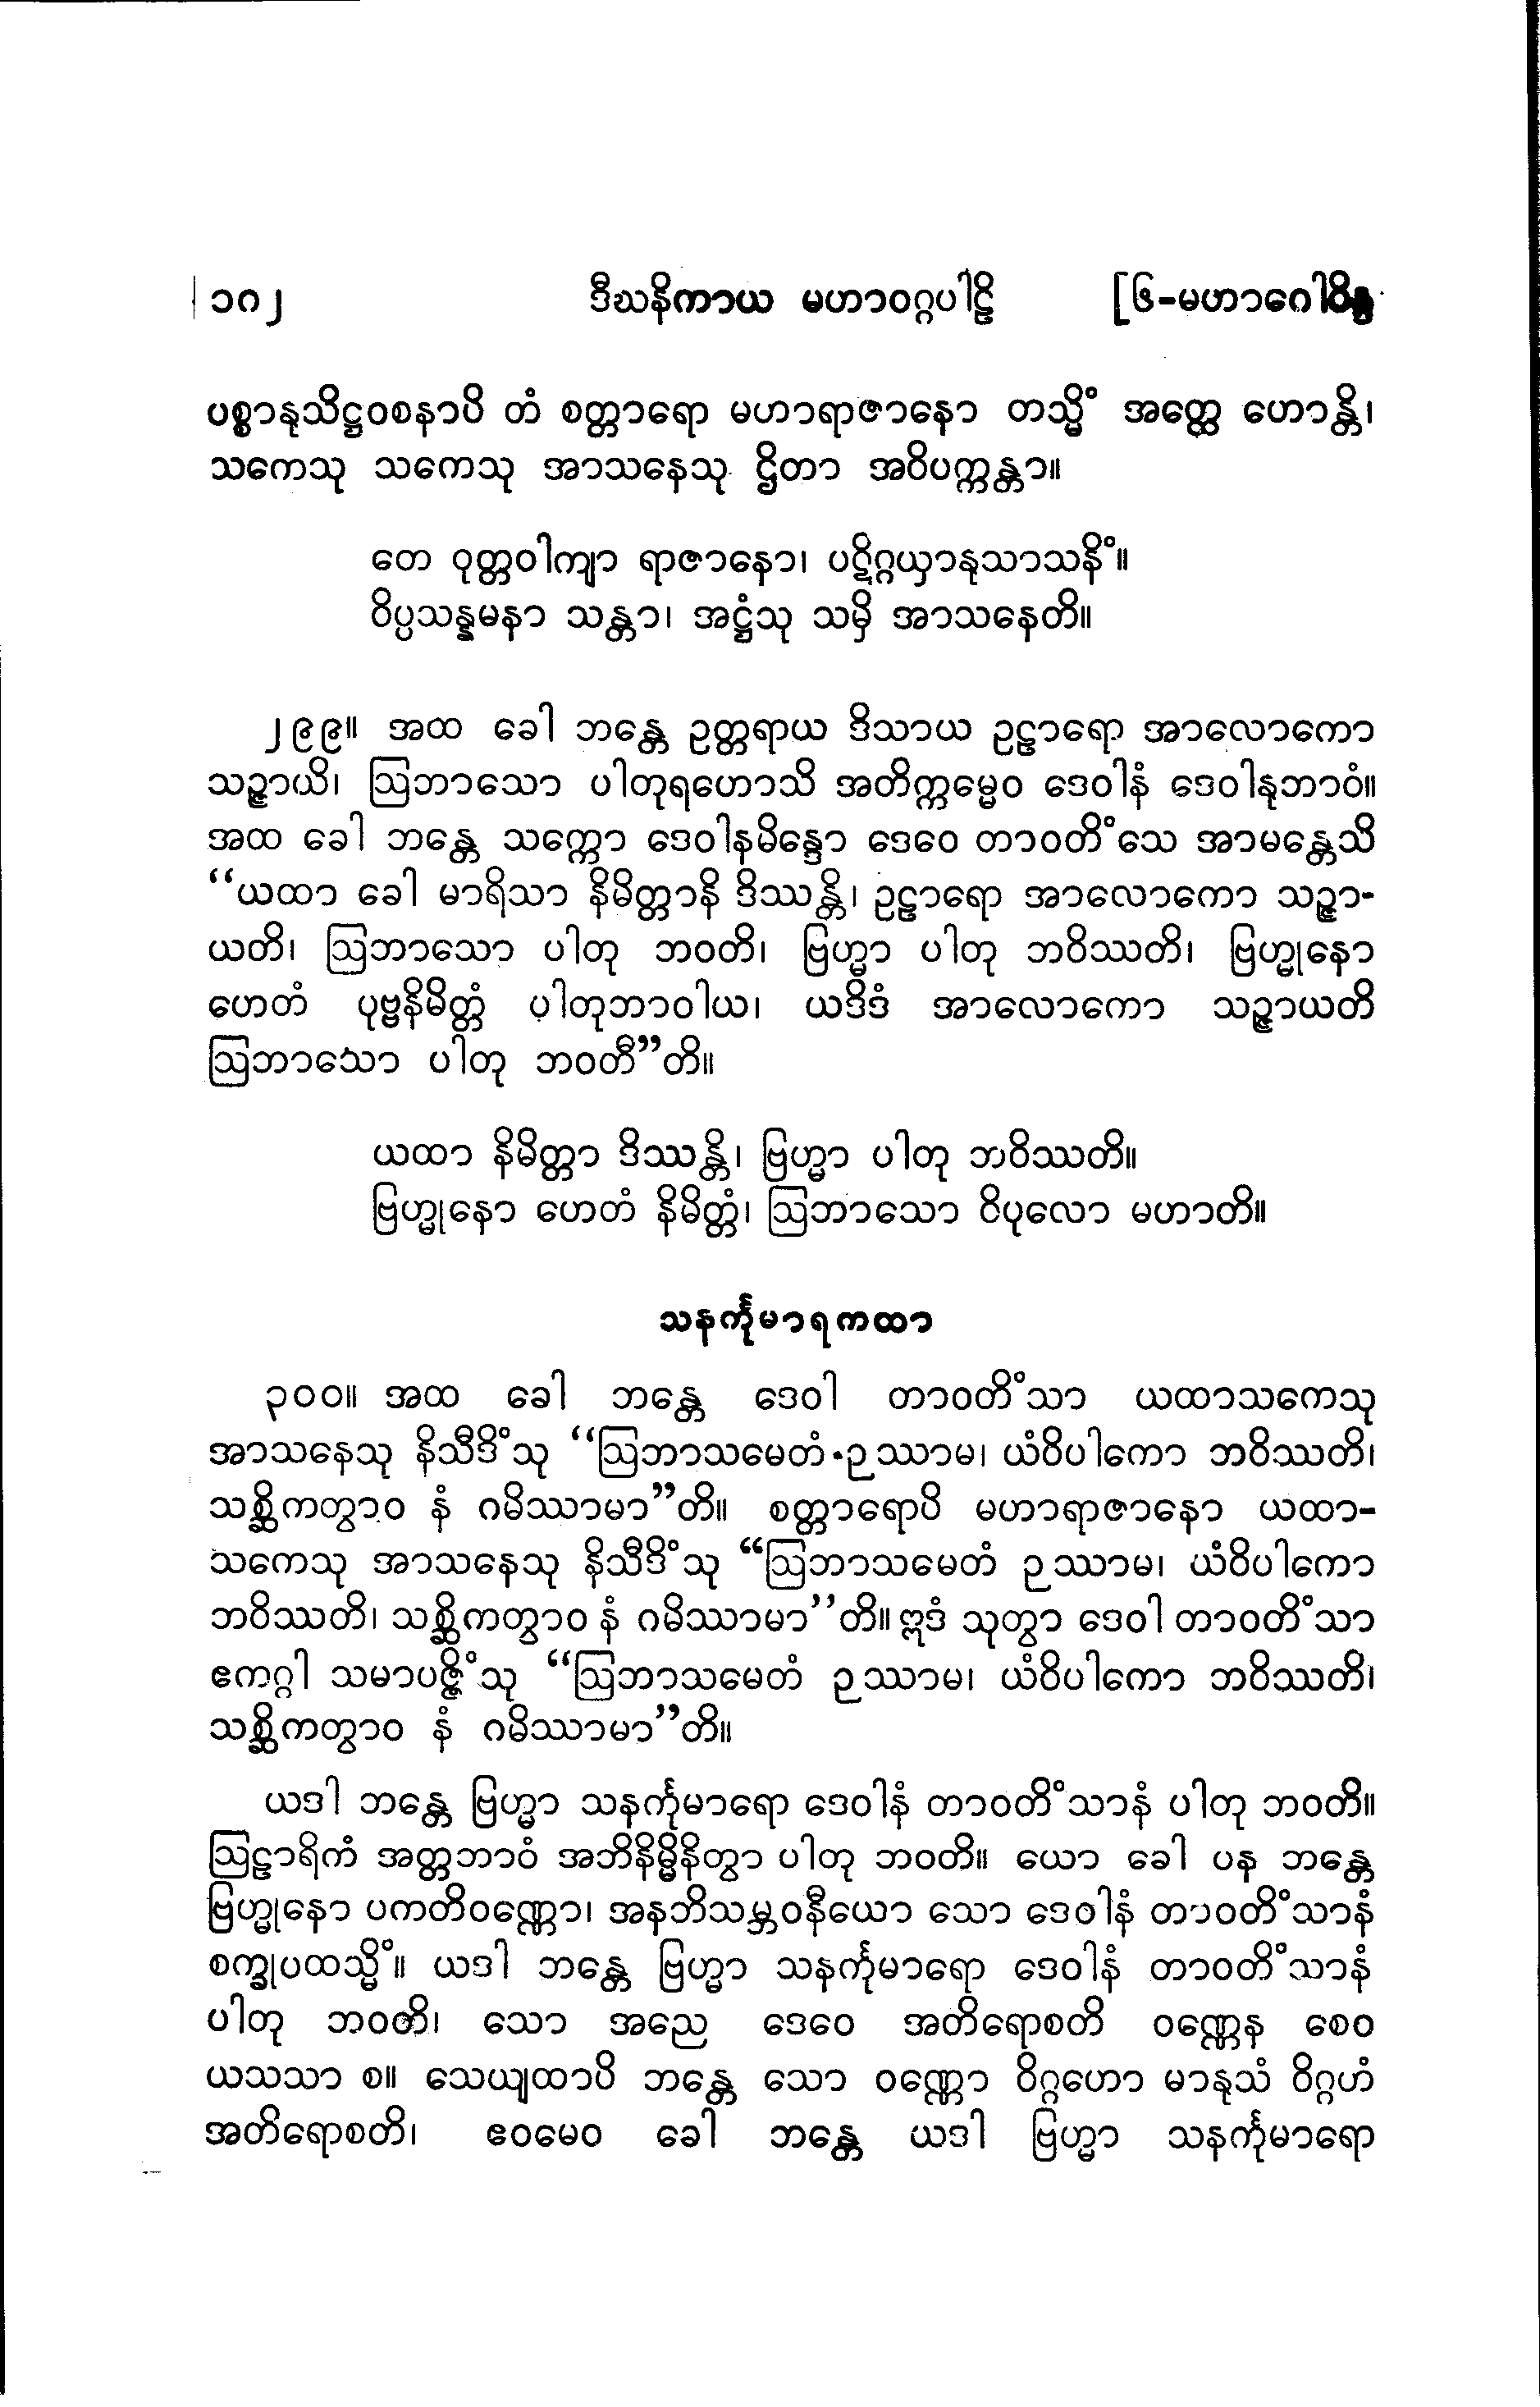 ၁၈၂ ဒီဃနိကာယ မဟာဝဂ္ဂပါဠိ [၆-မဟာဂေါဝိန္ဒ
ပစ္စာနုသိဋ္ဌဝစနာပိ တံ စတ္တာရော မဟာရာဇာနော တသ္မိံ အတ္ထေ ဟောန္တိ၊
သကေသု သကေသု အာသနေသု ဌိတာ အဝိပက္ကန္တာ။
တေ ဝုတ္တဝါကျာ ရာဇာနော၊ ပဋိဂ္ဂယှာနုသာသနိံ။
ဝိပ္ပသန္နမနာ သန္တာ၊ အဋ္ဌံသု သမှိ အာသနေတိ။
၂၉၉။ အထ ခေါ ဘန္တေ ဥတ္တရာယ ဒိသာယ ဥဠာရော အာလောကော
သဉ္ဇာယိ၊ ဩဘာသော ပါတုရဟောသိ အတိက္ကမ္မေဝ ဒေဝါနံ ဒေဝါနုဘာဝံ။
အထ ခေါ ဘန္တေ သက္ကော ဒေဝါနမိန္ဒော ဒေဝေ တာဝတိံသေ အာမန္တေသိ
“ယထာ ခေါ မာရိသာ နိမိတ္တာနိ ဒိဿန္တိ၊ ဥဠာရော အာလောကော သဉ္ဇာ-
ယတိ၊ ဩဘာသော ပါတု ဘဝတိ၊ ဗြဟ္မာ ပါတု ဘဝိဿတိ၊ ဗြဟ္မုနော
ဟေတံ ပုဗ္ဗနိမိတ္တံ ပါတုဘာဝါယ၊ ယဒိဒံ အာလောကော သဉ္ဇာယတိ
ဩဘာသော ပါတု ဘဝတီ”တိ။
ယထာ နိမိတ္တာ ဒိဿန္တိ၊ ဗြဟ္မာ ပါတု ဘဝိဿတိ။
ဗြဟ္မုနော ဟေတံ နိမိတ္တံ၊ ဩဘာသော ဝိပုလော မဟာတိ။
သနင်္ကုမာရကထာ
၃၀၀။ အထ ခေါ ဘန္တေ ဒေဝါ တာဝတိံသာ ယထာသကေသု
အာသနေသု နိသီဒိံသု “ဩဘာသမေတံ ဉဿာမ၊ ယံဝိပါကော ဘဝိဿတိ၊
သစ္ဆိကတွာဝ နံ ဂမိဿာမာ”တိ။ စတ္တာရောပိ မဟာရာဇာနော ယထာ-
သကေသု အာသနေသု နိသီဒိံသု “ဩဘာသမေတံ ဉဿာမ၊ ယံဝိပါကော
ဘဝိဿတိ၊ သစ္ဆိကတွာဝ နံ ဂမိဿာမာ”တိ။ ဣဒံ သုတွာ ဒေဝါ တာဝတိံသာ
ဧကဂ္ဂါ သမာပဇ္ဇိံသု “ဩဘာသမေတံ ဉဿာမ၊ ယံဝိပါကော ဘဝိဿတိ၊
သစ္ဆိကတွာဝ နံ ဂမိဿာမာ”တိ။
ယဒါ ဘန္တေ ဗြဟ္မာ သနင်္ကုမာရော ဒေဝါနံ တာဝတိံသာနံ ပါတု ဘဝတိ။
ဩဠာရိကံ အတ္တဘာဝံ အဘိနိမ္မိနိတွာ ပါတု ဘဝတိ။ ယော ခေါ ပန ဘန္တေ
ဗြဟ္မုနော ပကတိဝဏ္ဏော၊ အနဘိသမ္ဘဝနီယော သော ဒေဝါနံ တာဝတိံသာနံ
စက္ခုပထသ္မိံ။ ယဒါ ဘန္တေ ဗြဟ္မာ သနင်္ကုမာရော ဒေဝါနံ တာဝတိံသာနံ
ပါတု ဘဝတိ၊ သော အညေ ဒေဝေ အတိရောစတိ ဝဏ္ဏေန စေဝ
ယသသာ စ။ သေယျထာပိ ဘန္တေ သော ဝဏ္ဏော ဝိဂ္ဂဟော မာနုသံ ဝိဂ္ဂဟံ
အတိရောစတိ၊ ဧဝမေဝ ခေါ ဘန္တေ ယဒါ ဗြဟ္မာ သနင်္ကုမာရော